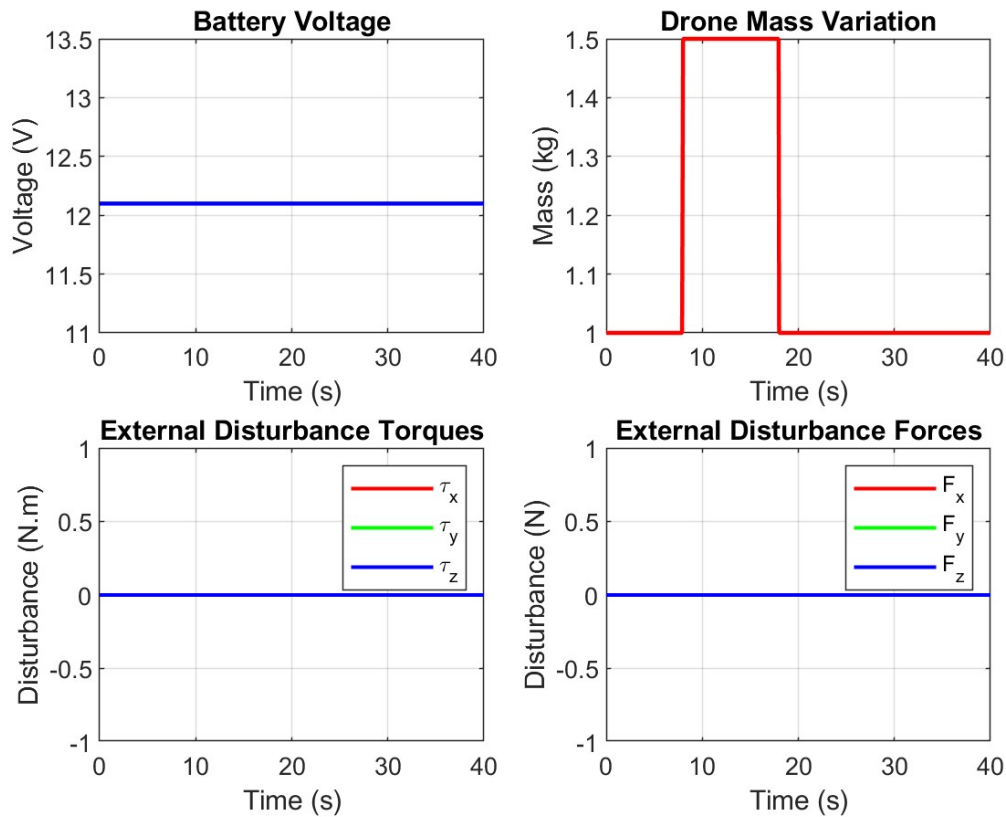 Battery Voltage
13.5
13
12.5
12
11.5
11
Voltage (V)
0 10 20 30 40
Time (s)
Drone Mass Variation
1.5
1.4
1.3
1.2
1.1
1
Mass (kg)
0 10 20 30 40
Time (s)
External Disturbance Torques
1
0.5
0
-0.5
-1
Disturbance (N.m)
τx
τy
τz
0 10 20 30 40
Time (s)
External Disturbance Forces
1
0.5
0
-0.5
-1
Disturbance (N)
Fx
Fy
Fz
0 10 20 30 40
Time (s)